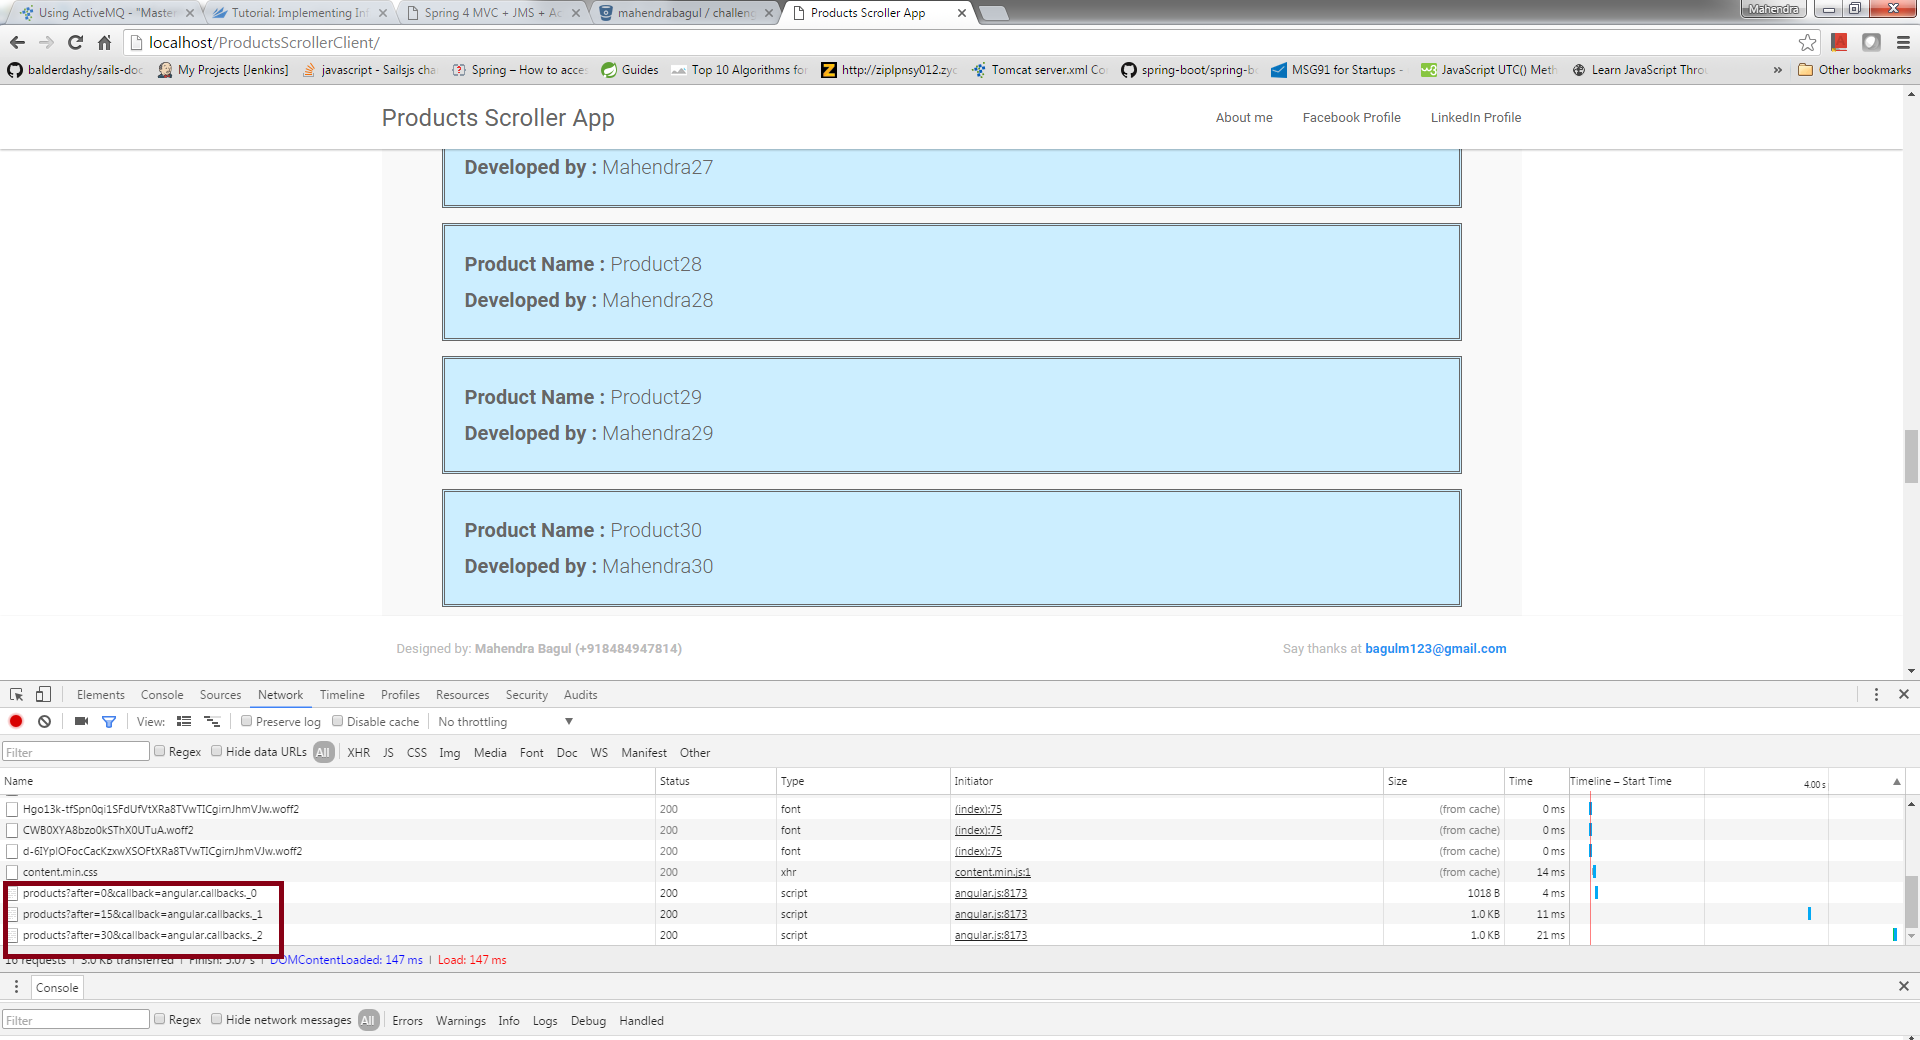 Using ActiveMQ - "Master
Tutorial: Implementing Inf
Spring 4 MVC + JMS + Ac
mahendrabagul / challeng
Products Scroller App
Mahendra
localhost/ProductsScrollerClient/
balderdashy/sails-doc
My Projects [Jenkins]
javascript - Sailsjs cha
Spring – How to acces
Guides
Top 10 Algorithms for
http://ziplpnsy012.zyc
Tomcat server.xml Co
spring-boot/spring-bo
MSG91 for Startups -
JavaScript UTC() Meth
Learn JavaScript Thro
»
Other bookmarks
Products Scroller App
About me
Facebook Profile
LinkedIn Profile
Developed by : Mahendra27
Product Name : Product28
Developed by : Mahendra28
Product Name : Product29
Developed by : Mahendra29
Product Name : Product30
Developed by : Mahendra30
Designed by: Mahendra Bagul (+918484947814)
Say thanks at bagulm123@gmail.com
Elements Console Sources Network Timeline Profiles Resources Security Audits
View: Preserve log Disable cache No throttling
Filter Regex Hide data URLs All XHR JS CSS Img Media Font Doc WS Manifest Other
Name Status Type Initiator Size Time Timeline – Start Time 4.00 s
Hgo13k-tfSpn0qi1SFdUfVtXRa8TVwTICgirnJhmVJw.woff2 200 font (index):75 (from cache) 0 ms
CWB0XYA8bzo0kSThX0UTuA.woff2 200 font (index):75 (from cache) 0 ms
d-6IYplOFocCacKzxwXSOFtXRa8TVwTICgirnJhmVJw.woff2 200 font (index):75 (from cache) 0 ms
content.min.css 200 xhr content.min.js:1 (from cache) 14 ms
products?after=0&callback=angular.callbacks._0 200 script angular.js:8173 1018 B 4 ms
products?after=15&callback=angular.callbacks._1 200 script angular.js:8173 1.0 KB 11 ms
products?after=30&callback=angular.callbacks._2 200 script angular.js:8173 1.0 KB 21 ms
16 requests | 3.0 KB transferred | Finish: 5.07 s | DOMContentLoaded: 147 ms | Load: 147 ms
Console
Filter Regex Hide network messages All Errors Warnings Info Logs Debug Handled